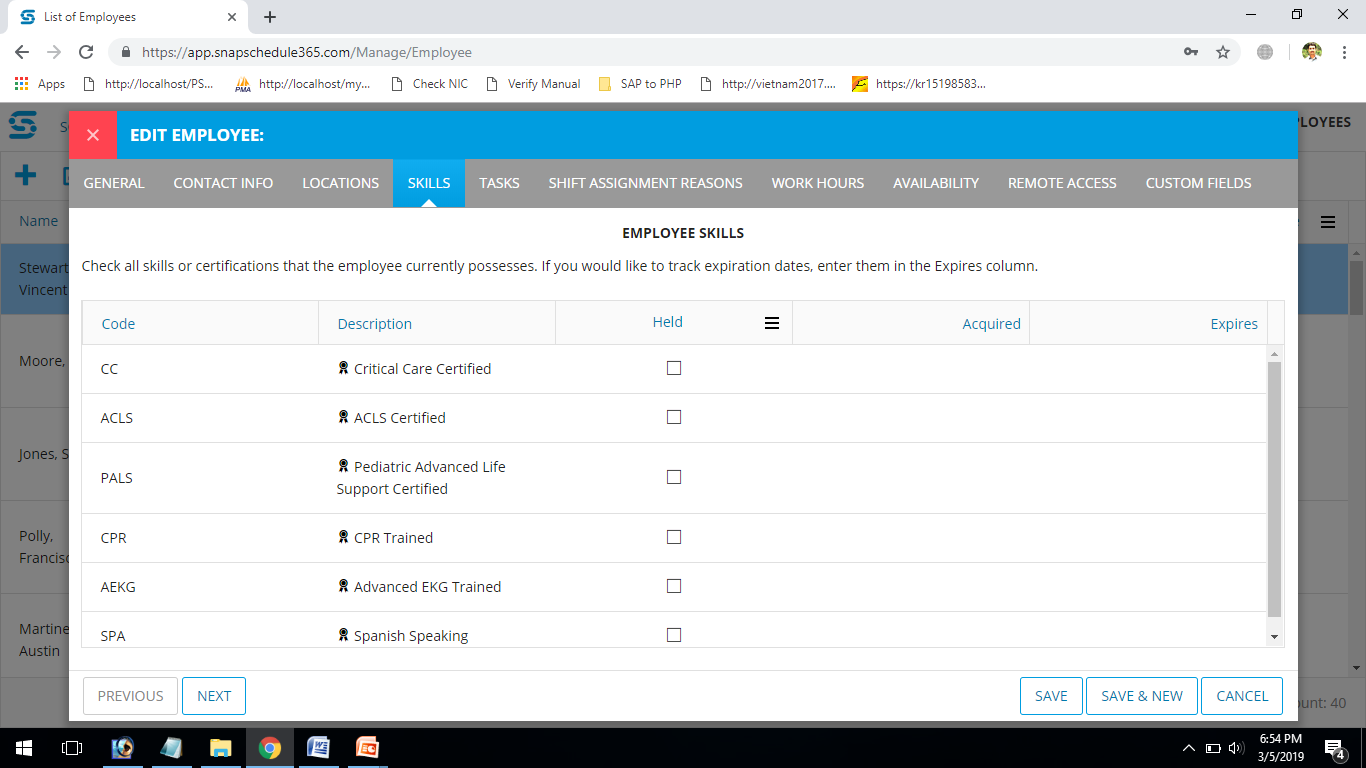 List of Employees
https://app.snapschedule365.com/Manage/Employee
Apps http://localhost/PS... http://localhost/my... Check NIC Verify Manual SAP to PHP http://vietnam2017.... https://kr15198583...
PMA
EDIT EMPLOYEE:
GENERAL CONTACT INFO LOCATIONS SKILLS TASKS SHIFT ASSIGNMENT REASONS WORK HOURS AVAILABILITY REMOTE ACCESS CUSTOM FIELDS
Name
Stewart
Vincent
Moore,
Jones, S
Polly,
Francisc
Martine
Austin
EMPLOYEE SKILLS
Check all skills or certifications that the employee currently possesses. If you would like to track expiration dates, enter them in the Expires column.
Code Description Held Acquired Expires
CC Critical Care Certified
ACLS ACLS Certified
PALS Pediatric Advanced Life
Support Certified
CPR CPR Trained
AEKG Advanced EKG Trained
SPA Spanish Speaking
PREVIOUS NEXT SAVE SAVE & NEW CANCEL
LOYEES
unt: 40
6:54 PM
3/5/2019
4